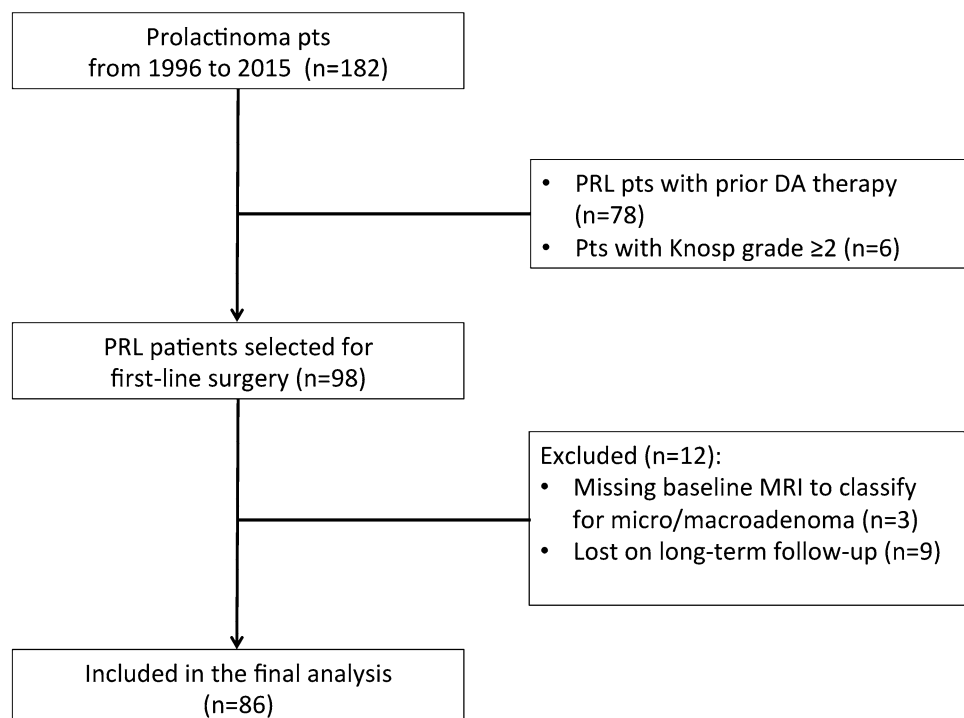 Prolactinoma pts
from 1996 to 2015 (n=182)
• PRL pts with prior DA therapy
(n=78)
• Pts with Knosp grade ≥2 (n=6)
PRL patients selected for
first-line surgery (n=98)
Excluded (n=12):
• Missing baseline MRI to classify
for micro/macroadenoma (n=3)
• Lost on long-term follow-up (n=9)
Included in the final analysis
(n=86)